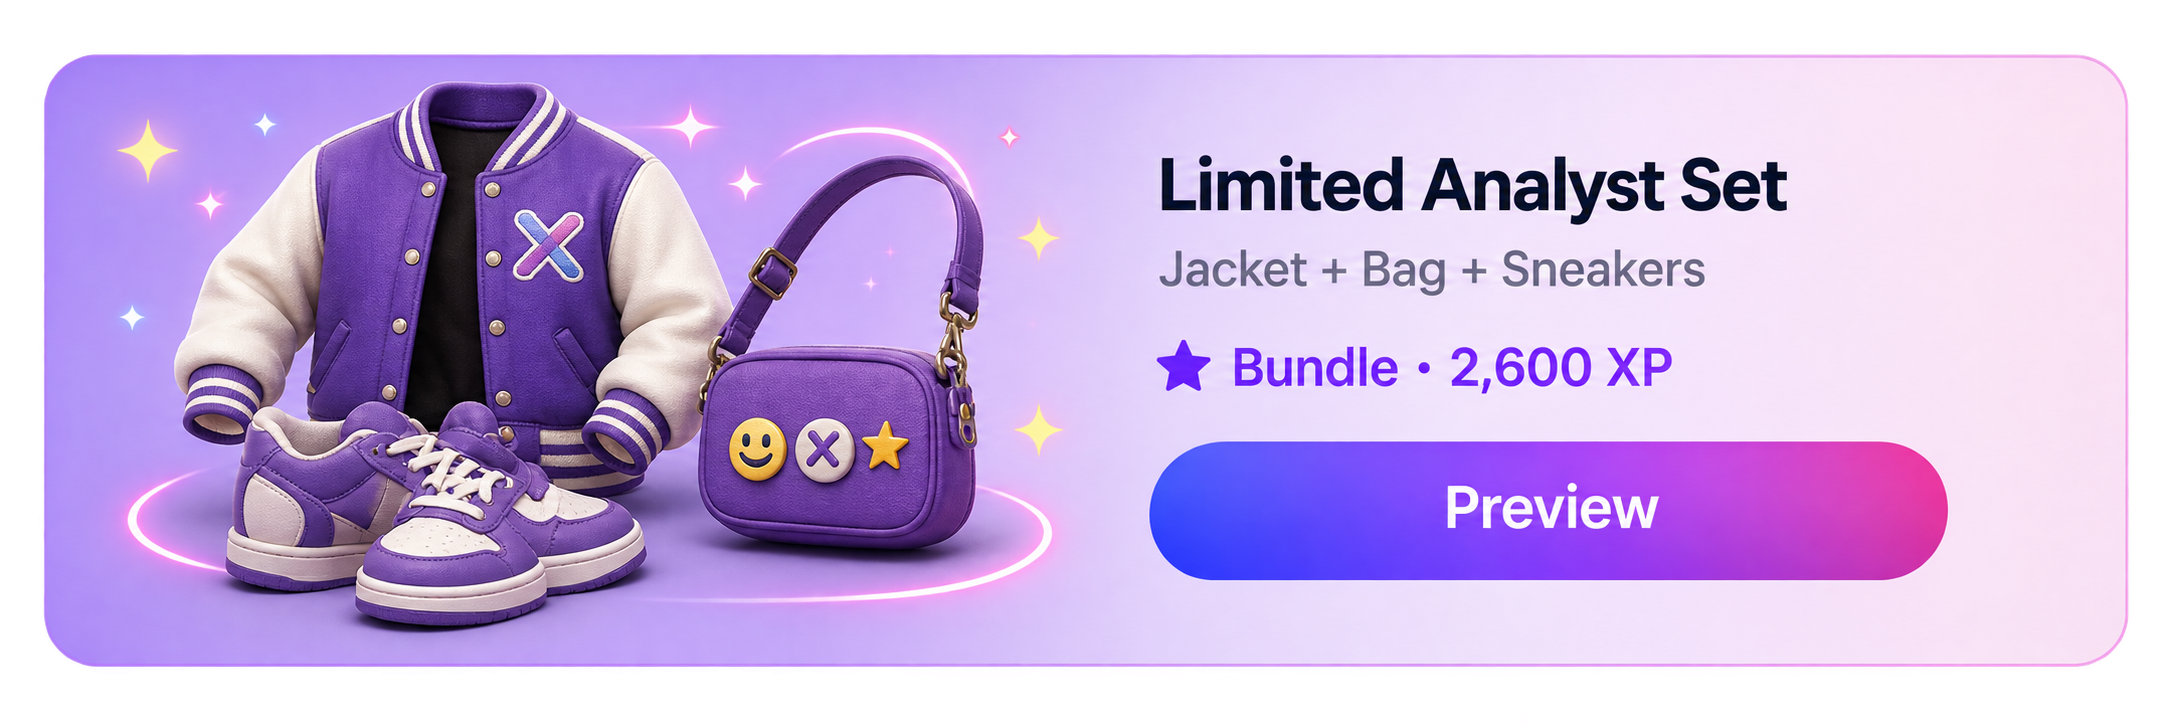 Limited Analyst Set
Jacket + Bag + Sneakers
Bundle • 2,600 XP
Preview